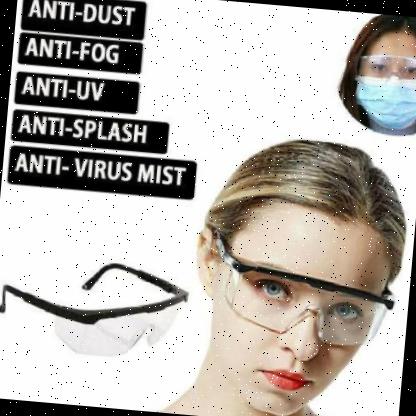 ANTI-DUST
ANTI-FOG
ANTI-UV
ANTI-SPLASH
ANTI- VIRUS MIST